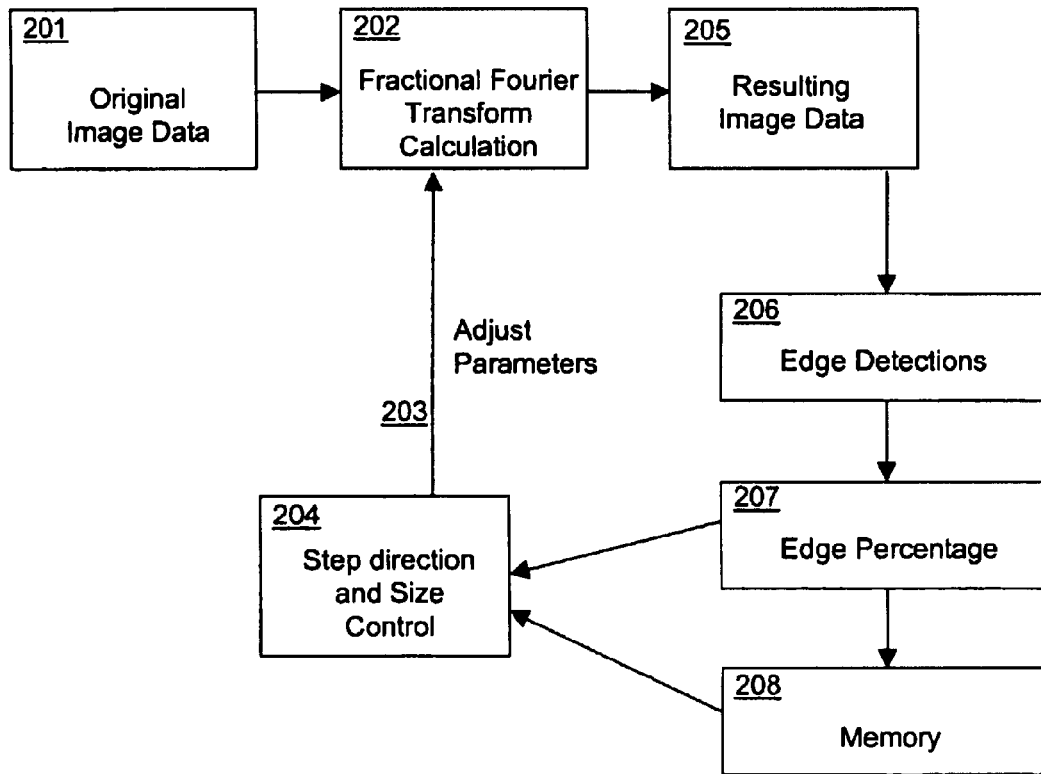 201
Original
Image Data
202
Fractional Fourier
Transform
Calculation
205
Resulting
Image Data
206
Edge Detections
Adjust
Parameters
203
207
Edge Percentage
204
Step direction
and Size
Control
208
Memory